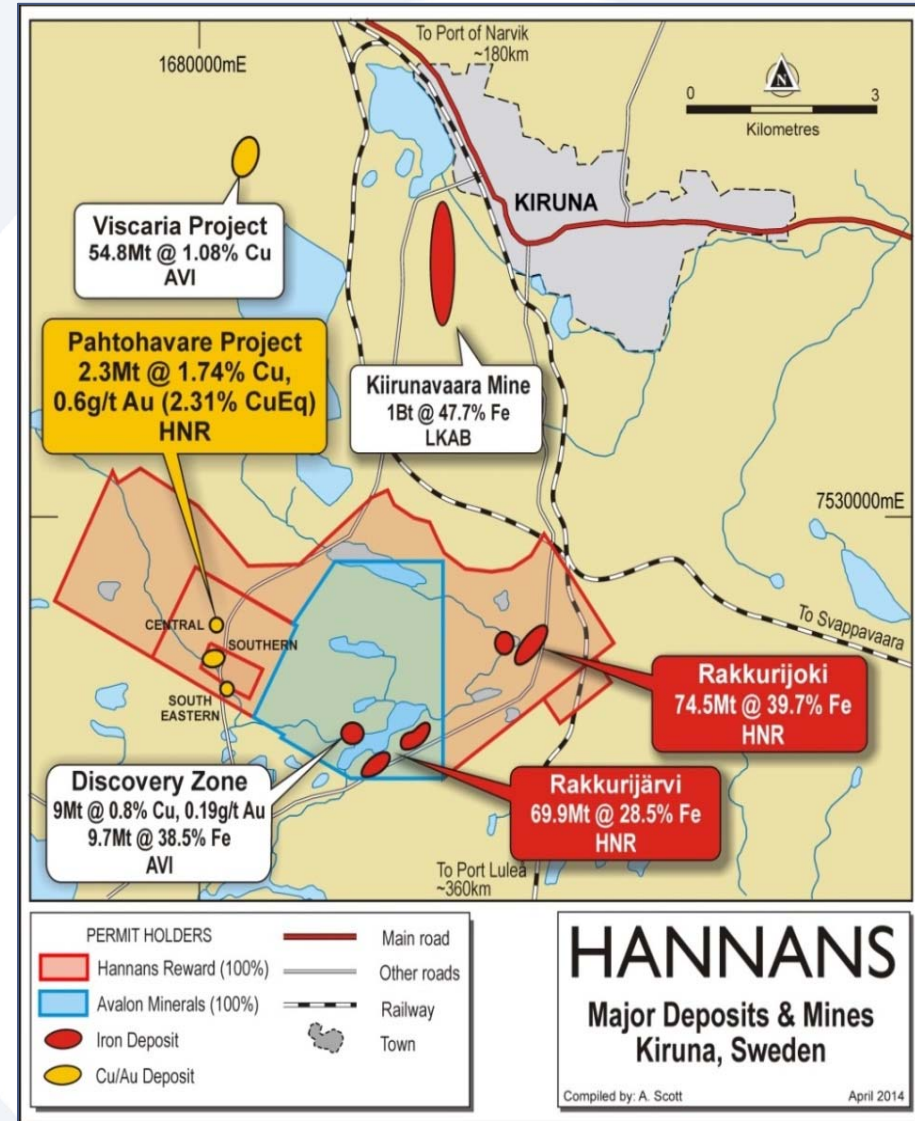 To Port of Narvik
~180km
1680000mE
N
0 3
Kilometres
KIRUNA
Viscaria Project
54.8Mt @ 1.08% Cu
AVI
Pahtohavare Project
2.3Mt @ 1.74% Cu,
0.6g/t Au (2.31% CuEq)
HNR
Kiirunavaara Mine
1Bt @ 47.7% Fe
LKAB
7530000mE
CENTRAL
SOUTHERN
SOUTH
EASTERN
To Svappavaara
Rakkurijoki
74.5Mt @ 39.7% Fe
HNR
Discovery Zone
9Mt @ 0.8% Cu, 0.19g/t Au
9.7Mt @ 38.5% Fe
AVI
Rakkurijärvi
69.9Mt @ 28.5% Fe
HNR
To Port Luleå
~360km
PERMIT HOLDERS
Hannans Reward (100%)
Avalon Minerals (100%)
Iron Deposit
Cu/Au Deposit
Main road
Other roads
Railway
Town
HANNANS
Major Deposits & Mines
Kiruna, Sweden
Compiled by: A. Scott April 2014